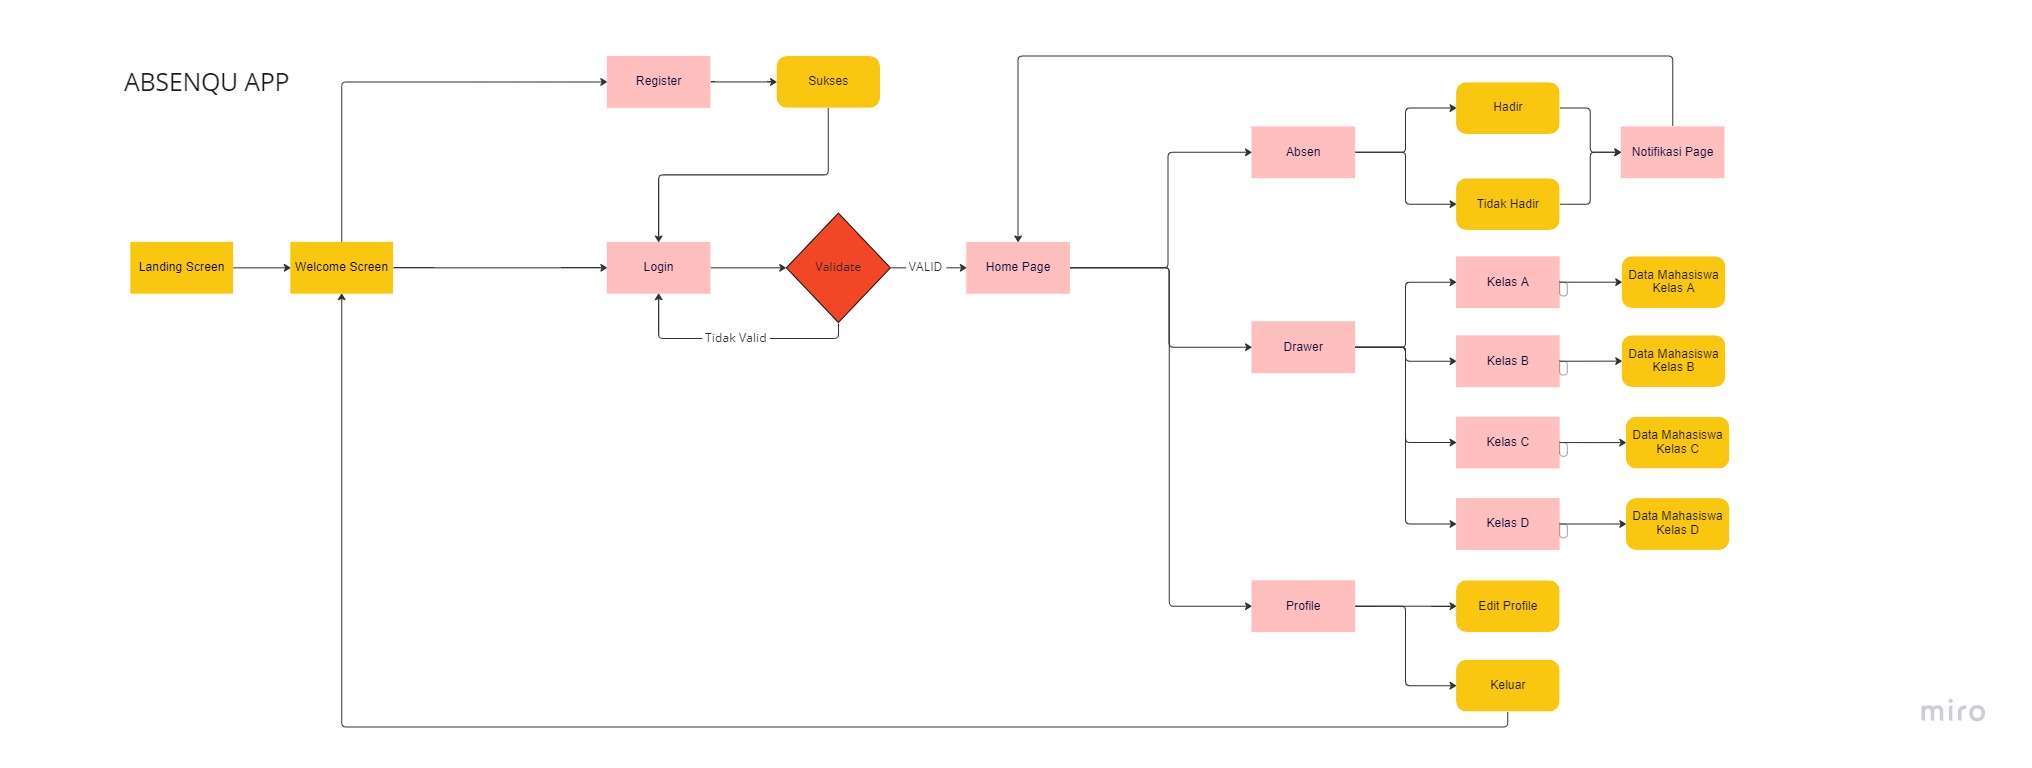 ABSENQU APP
Register
Sukses
Landing Screen
Welcome Screen
Login
Validate
VALID
Tidak Valid
Home Page
Absen
Hadir
Tidak Hadir
Notifikasi Page
Drawer
Kelas A
Data Mahasiswa
Kelas A
Kelas B
Data Mahasiswa
Kelas B
Kelas C
Data Mahasiswa
Kelas C
Kelas D
Data Mahasiswa
Kelas D
Profile
Edit Profile
Keluar
miro